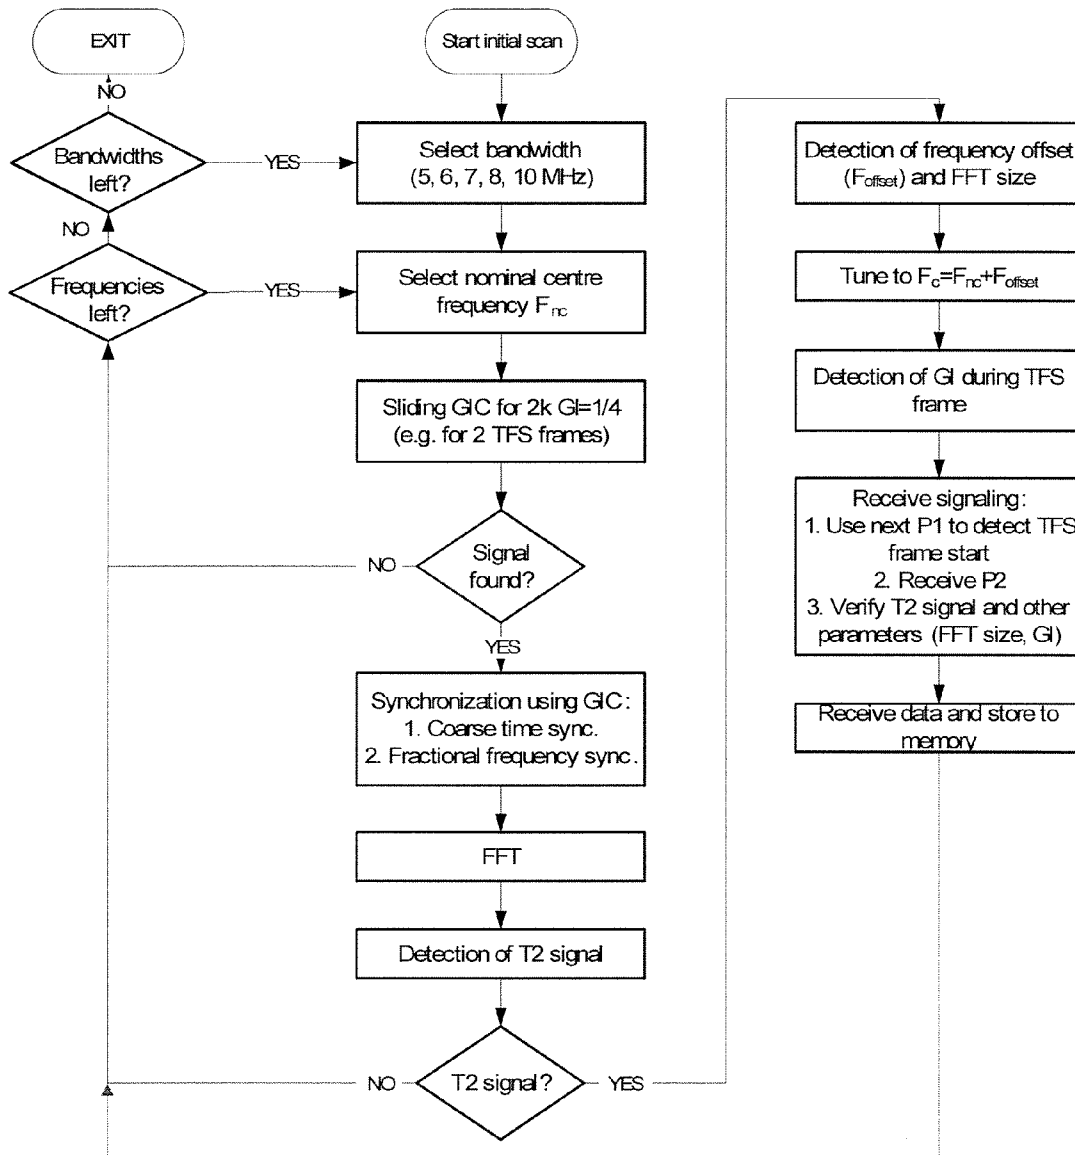 EXIT
Start initial scan
NO
Bandwidths
left?
YES
Select bandwidth
(5, 6, 7, 8, 10 MHz)
NO
Frequencies
left?
YES
Select nominal centre
frequency Fnc
Sliding GIC for 2k GI=1/4
(e.g. for 2 TFS frames)
NO
Signal
found?
YES
Synchronization using GIC:
1. Coarse time sync.
2. Fractional frequency sync.
FFT
Detection of T2 signal
NO
T2 signal?
YES
Detection of frequency offset
(Foffset) and FFT size
Tune to Fc=Fnc+Foffset
Detection of GI during TFS
frame
Receive signaling:
1. Use next P1 to detect TFS
frame start
2. Receive P2
3. Verify T2 signal and other
parameters (FFT size, GI)
Receive data and store to
memory